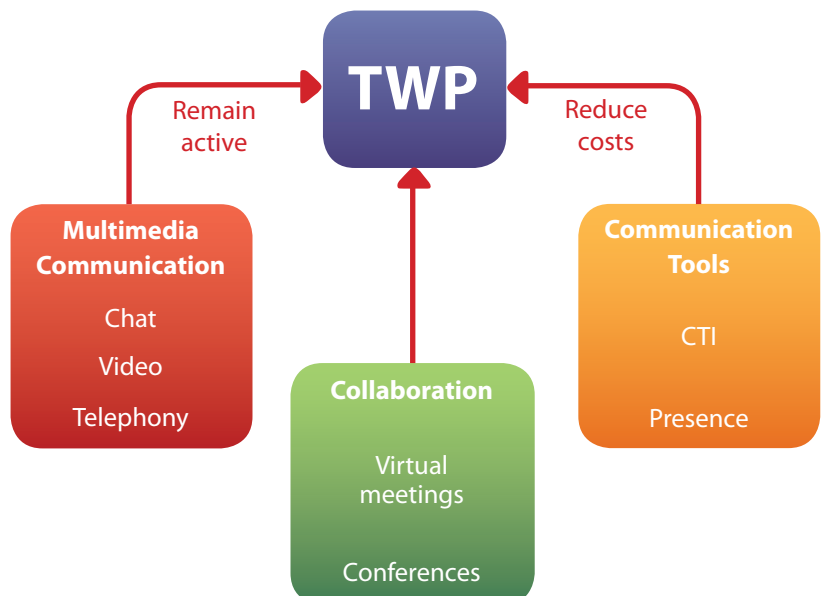 TWP
Remain
active
Reduce
costs
Multimedia
Communication
Chat
Video
Telephony
Collaboration
Virtual
meetings
Conferences
Communication
Tools
CTI
Presence